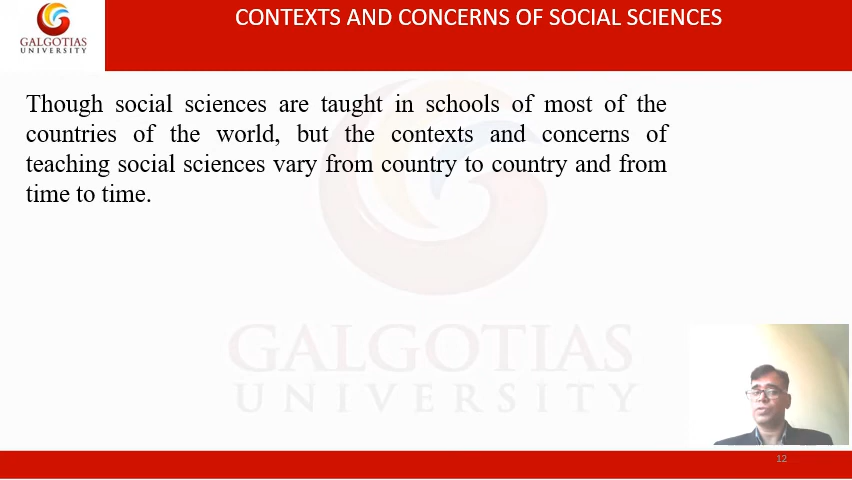 CONTEXTS AND CONCERNS OF SOCIAL SCIENCES
GALGOTIAS
UNIVERSITY
Though social sciences are taught in schools of most of the
countries of the world, but the contexts and concerns of
teaching social sciences vary from country to country and from
time to time.
GALGOTIAS
UNIVERSITY
12